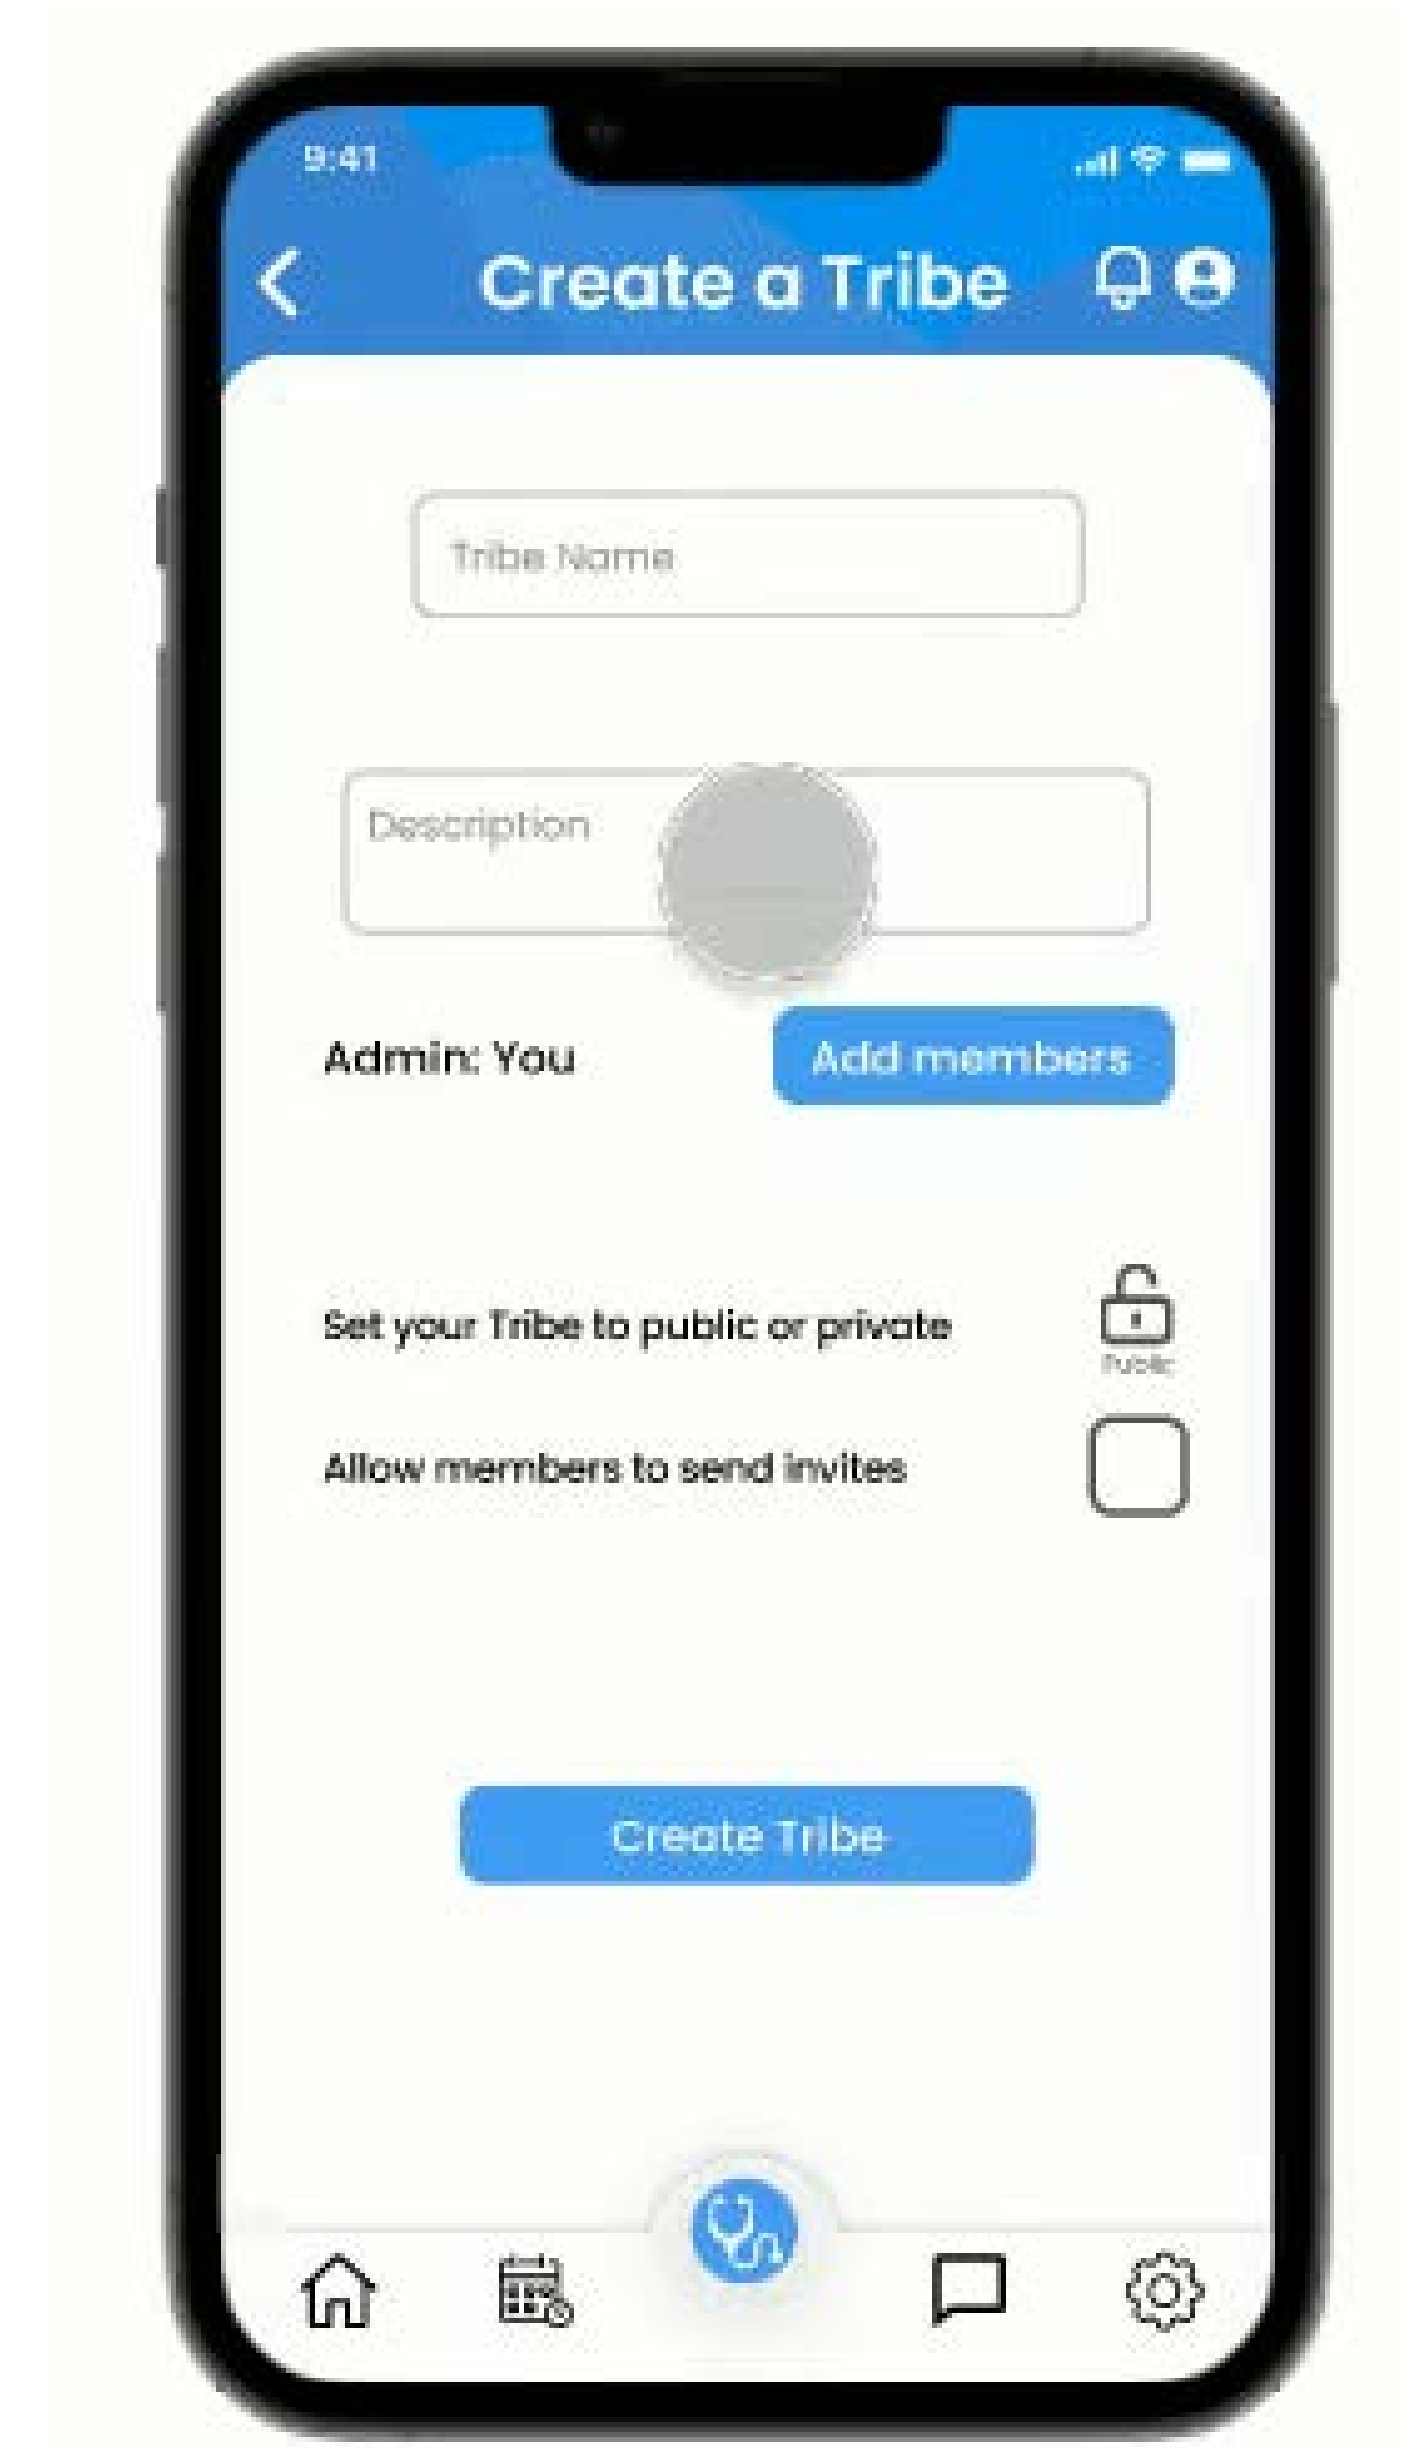 9:41
Create a Tribe
Tribe Name
Description
Admin: You
Add members
Set your Tribe to public or private
Public
Allow members to send invites
Create Tribe